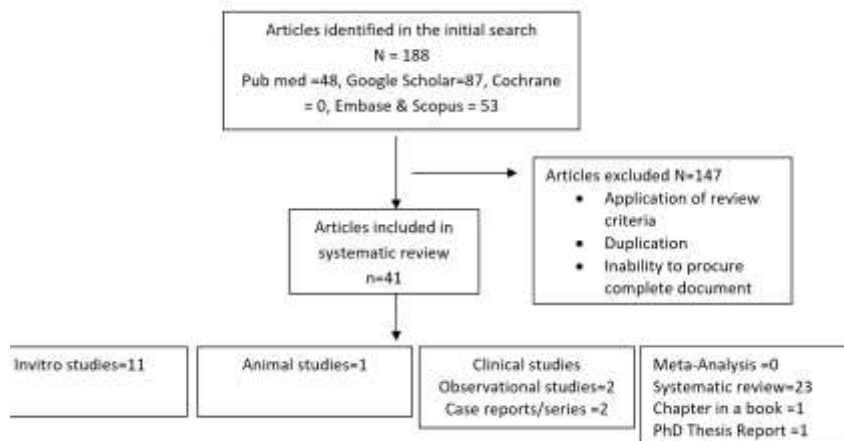 Articles identified in the initial search
N = 188
Pub med =48, Google Scholar=87, Cochrane
= 0, Embase & Scopus = 53
Articles excluded N=147
• Application of review
criteria
• Duplication
• Inability to procure
complete document
Articles included in
systematic review
n=41
Invitro studies=11
Animal studies=1
Clinical studies
Observational studies=2
Case reports/series =2
Meta-Analysis =0
Systematic review=23
Chapter in a book =1
PhD Thesis Report =1